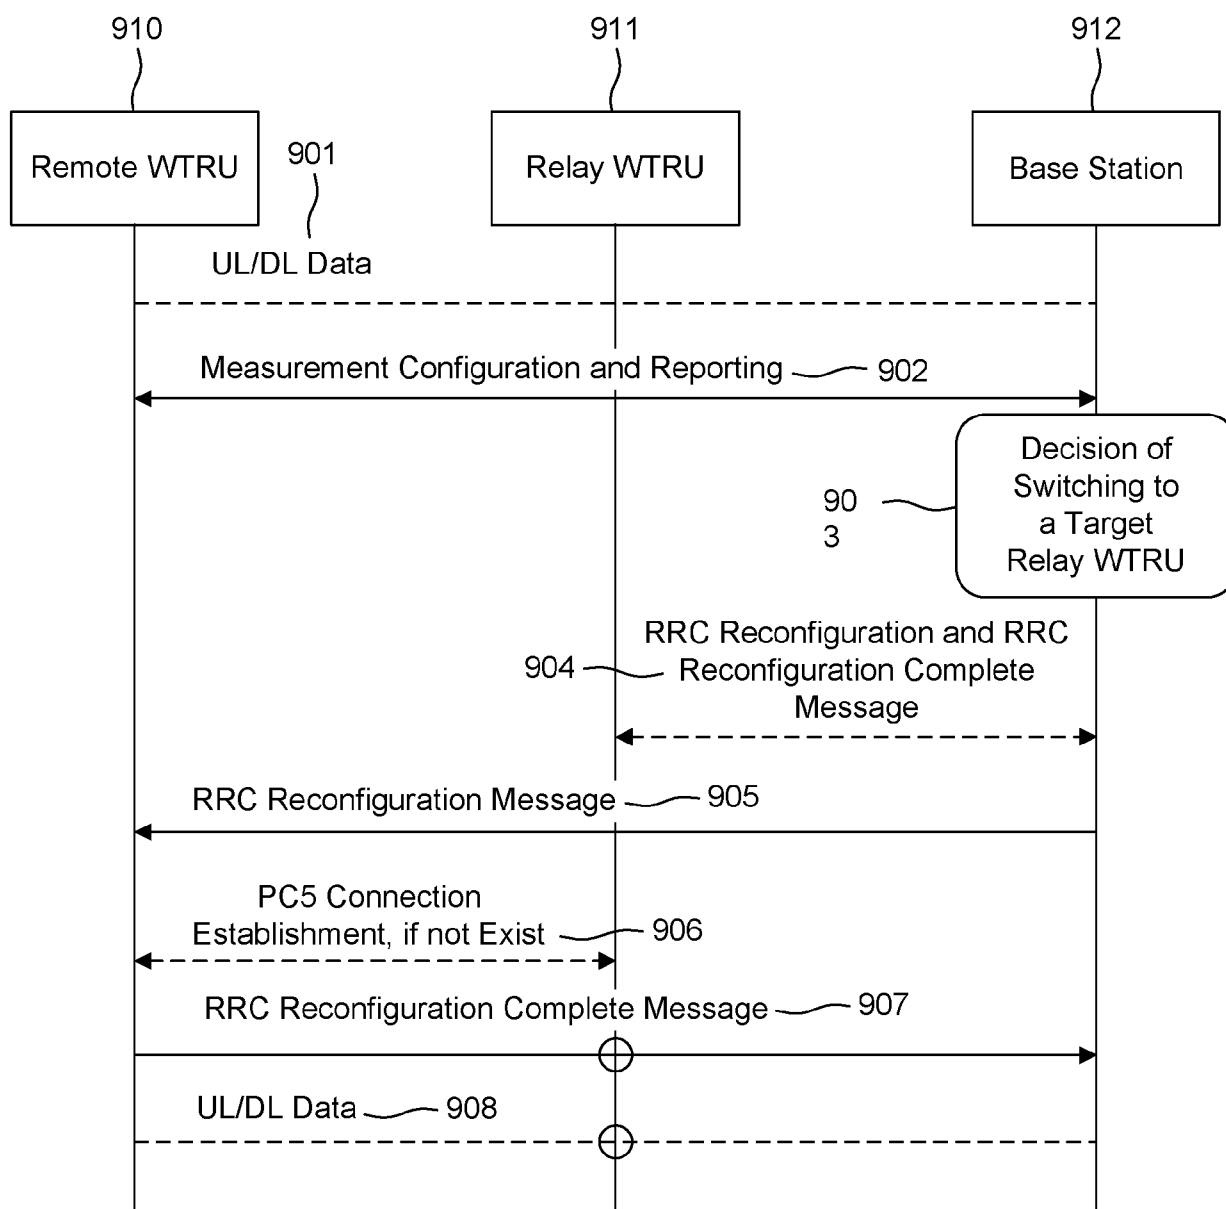 910
911
912
Remote WTRU
Relay WTRU
Base Station
901
UL/DL Data
Measurement Configuration and Reporting
902
Decision of
Switching to
a Target
Relay WTRU
90
3
RRC Reconfiguration and RRC
Reconfiguration Complete
Message
904
RRC Reconfiguration Message
905
PC5 Connection
Establishment, if not Exist
906
RRC Reconfiguration Complete Message
907
UL/DL Data
908